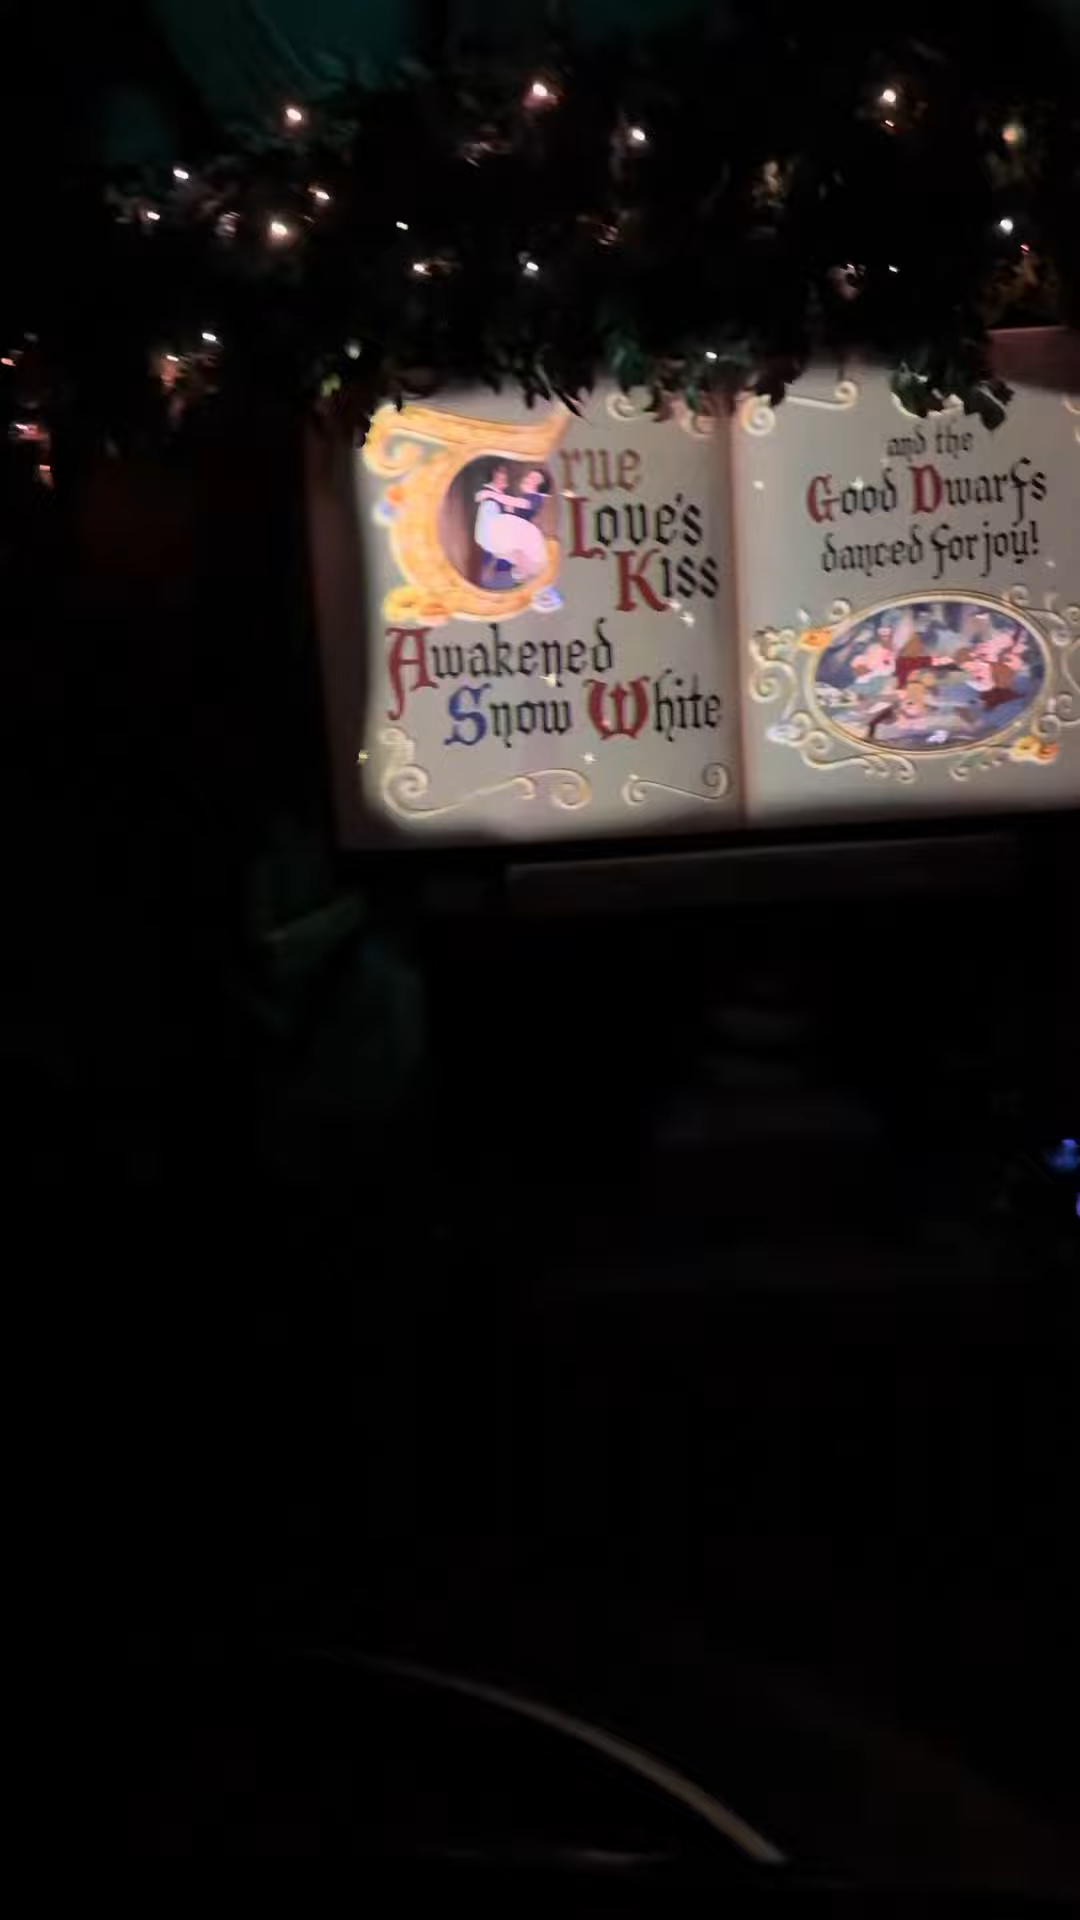 True
Love's
Kiss
Awakened
Snow White
and the
Good Dwarfs
danced for joy!